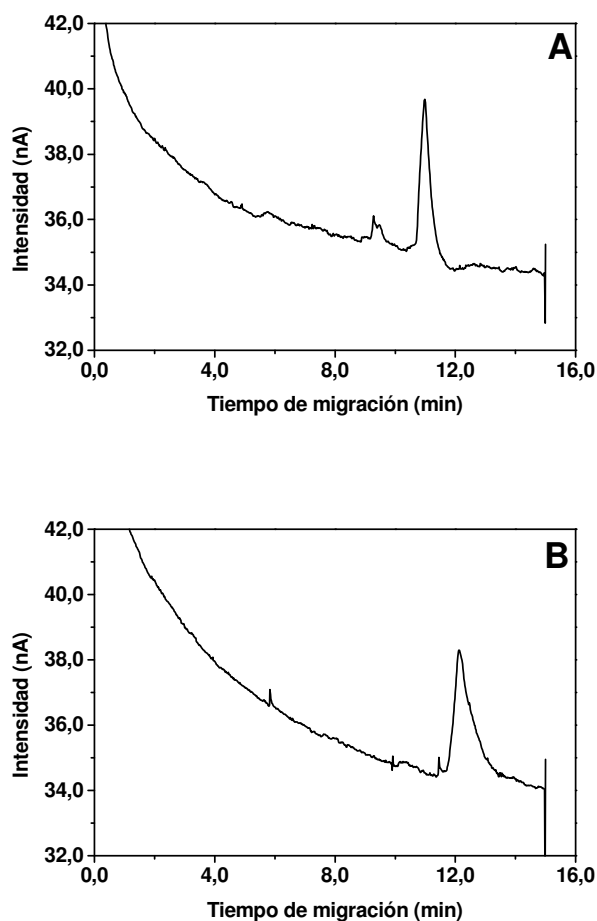 A
42,0
40,0
38,0
36,0
34,0
32,0
Intensidad (nA)
0,0 4,0 8,0 12,0 16,0
Tiempo de migración (min)
B
42,0
40,0
38,0
36,0
34,0
32,0
Intensidad (nA)
0,0 4,0 8,0 12,0 16,0
Tiempo de migración (min)